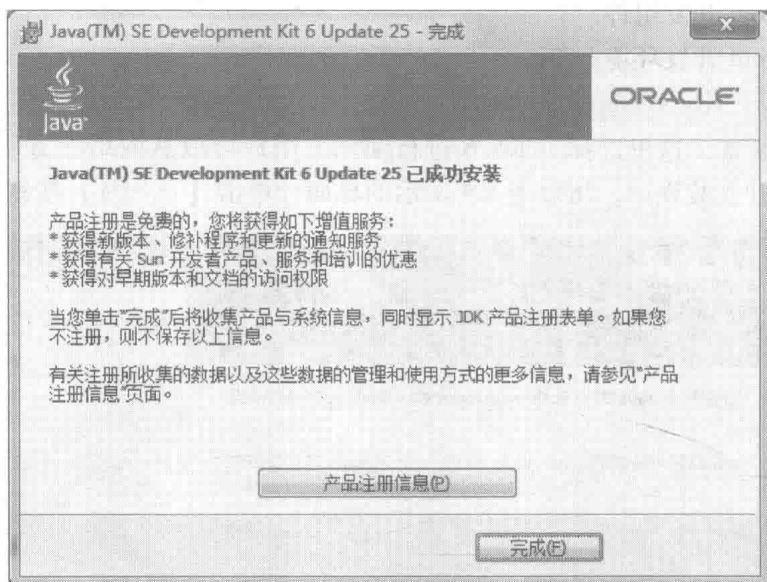 Java(TM) SE Development Kit 6 Update 25 - 完成
Java
ORACLE
Java(TM) SE Development Kit 6 Update 25 已成功安装
产品注册是免费的，您将获得如下增值服务：
* 获得新版本、修补程序和更新的通知服务
* 获得有关 Sun 开发者产品、服务和培训的优惠
* 获得对早期版本和文档的访问权限
当您单击"完成"后将收集产品与系统信息，同时显示 JDK 产品注册表单。如果您
不注册，则不保存以上信息。
有关注册所收集的数据以及这些数据的管理和使用方式的更多信息，请参见"产品
注册信息"页面。
产品注册信息(P)
完成(F)